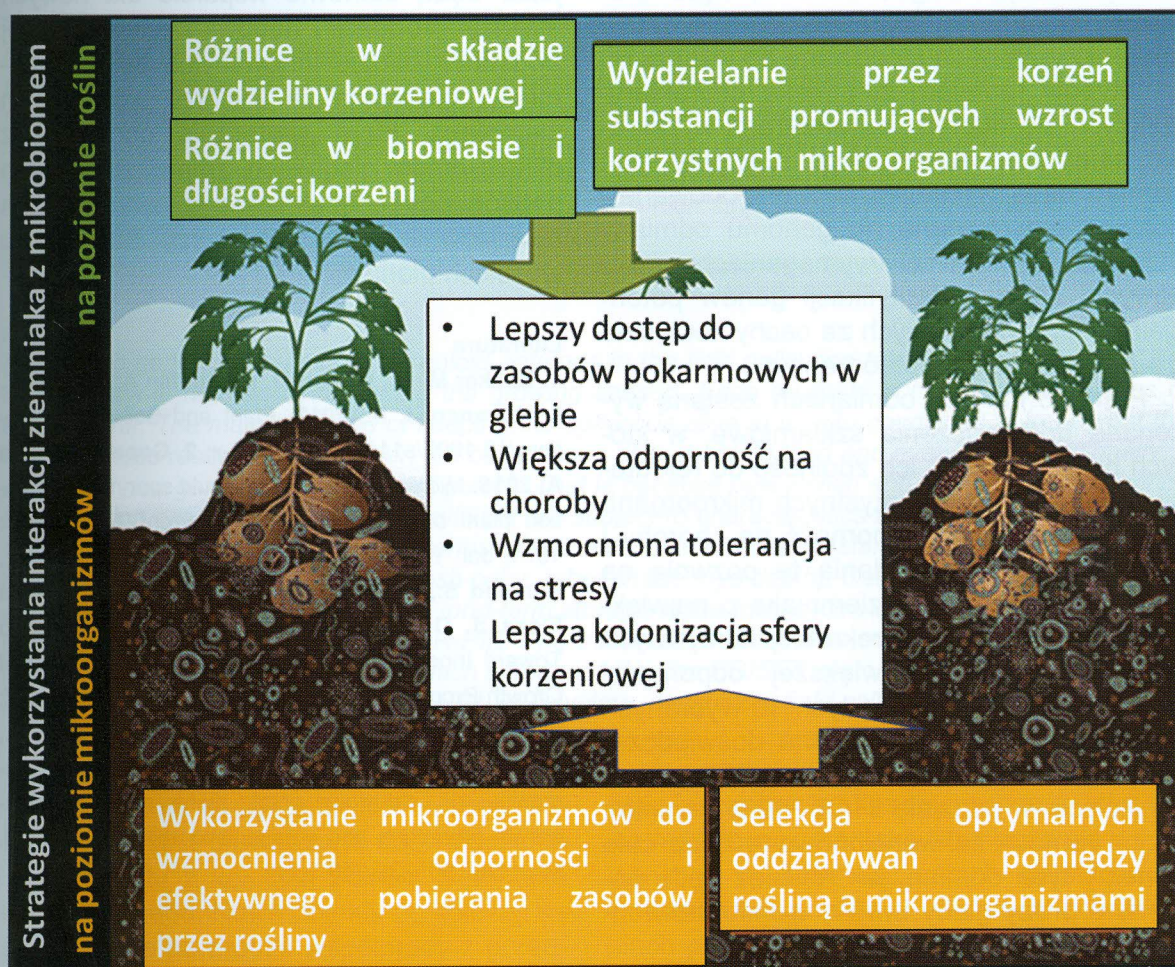 Strategie wykorzystania interakcji ziemniaka z mikrobiomem
na poziomie roślin
na poziomie mikroorganizmów
Różnice w składzie
wydzieliny korzeniowej
Różnice w biomasie i
długości korzeni
Wydzielanie przez korzeń
substancji promujących wzrost
korzystnych mikroorganizmów
• Lepszy dostęp do
zasobów pokarmowych w
glebie
• Większa odporność na
choroby
• Wzmocniona tolerancja
na stresy
• Lepsza kolonizacja sfery
korzeniowej
Wykorzystanie mikroorganizmów do
wzmocnienia odporności i
efektywnego pobierania zasobów
przez rośliny
Selekcja optymalnych
oddziaływań pomiędzy
rośliną a mikroorganizmami